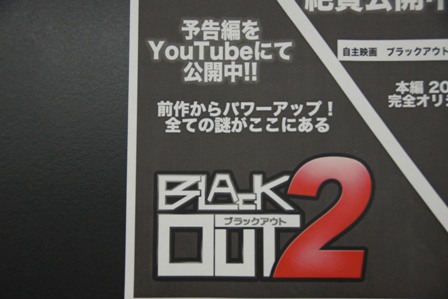 予告編を
YouTubeにて
公開中!!
前作からパワーアップ！
全ての謎がここにある
BLACK
ブラックアウト
OUT2
絶賛公開中
自主映画 ブラックアウト
本編 20
完全オリジ